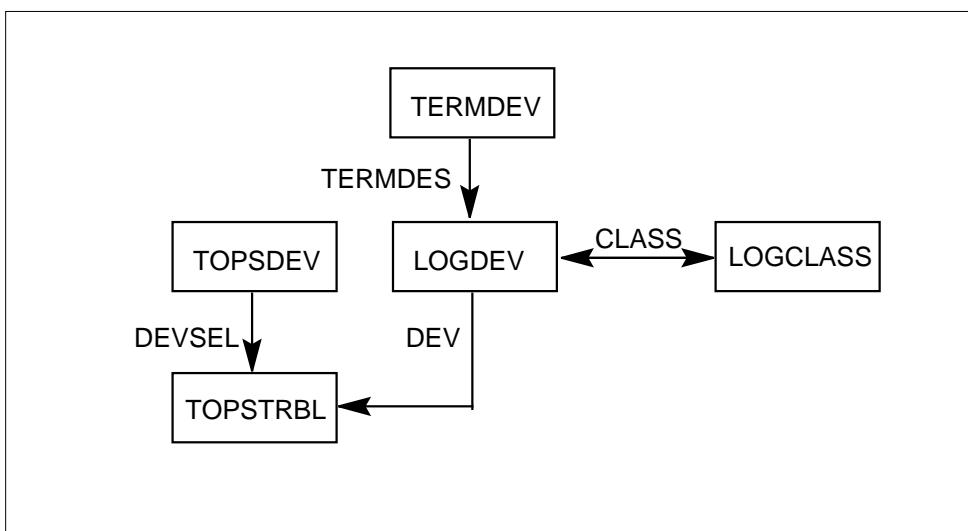 TERMDEV
TERMDES
TOPSDEV
LOGDEV
CLASS
LOGCLASS
DEVSEL
DEV
TOPSTRBL